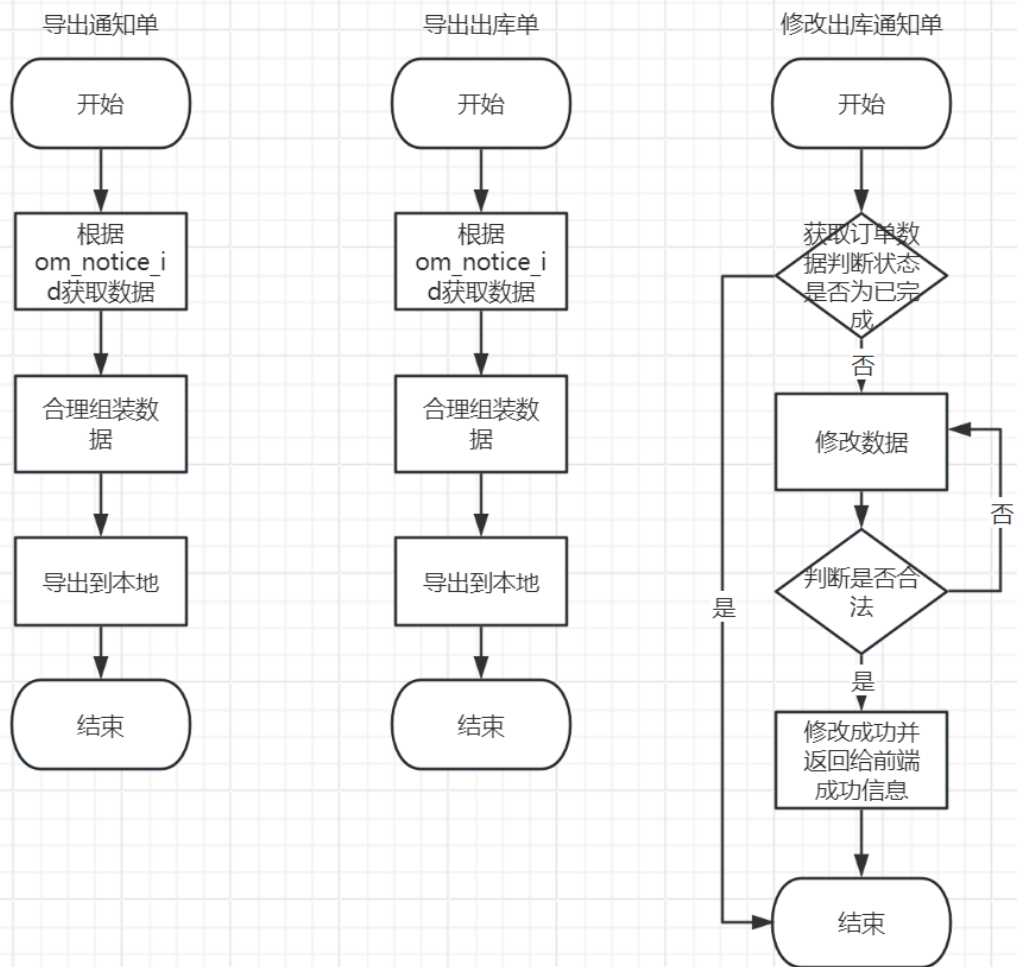 导出通知单
开始
根据
om_notice_i
d获取数据
合理组装数
据
导出到本地
结束
导出出库单
开始
根据
om_notice_i
d获取数据
合理组装数
据
导出到本地
结束
修改出库通知单
开始
获取订单数
据判断状态
是否为已完
成
否
修改数据
否
判断是否合
法
是
是
修改成功并
返回给前端
成功信息
结束